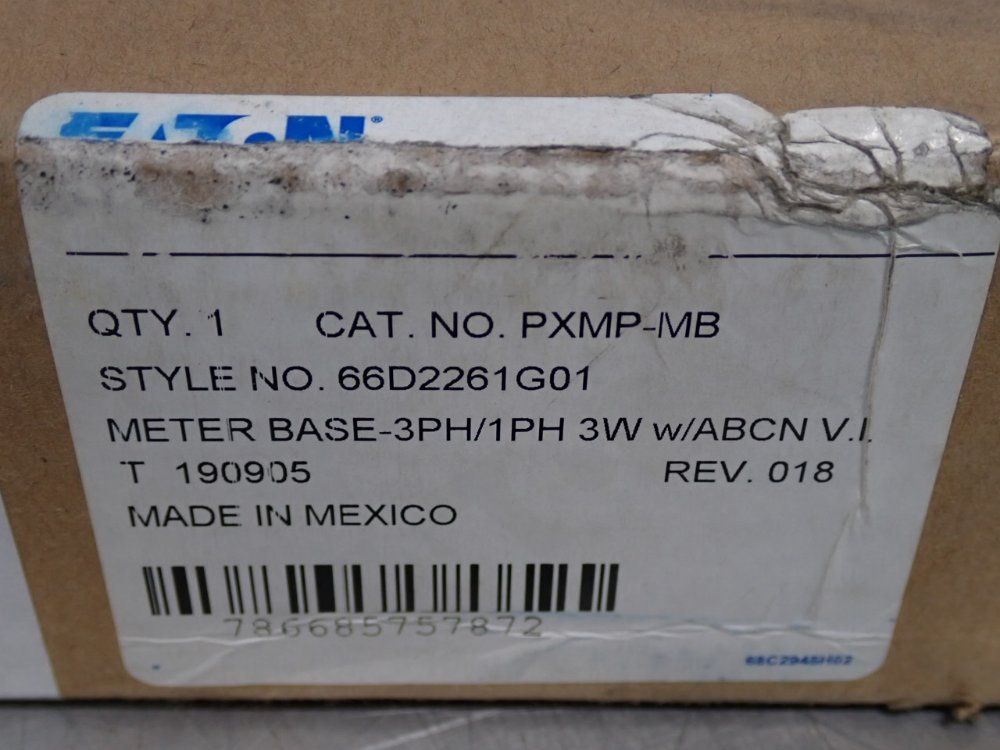 EATON®
QTY. 1 CAT. NO. PXMP-MB
STYLE NO. 66D2261G01
METER BASE-3PH/1PH 3W w/ABCN V.I.
T 190905 REV. 018
MADE IN MEXICO
786685757872